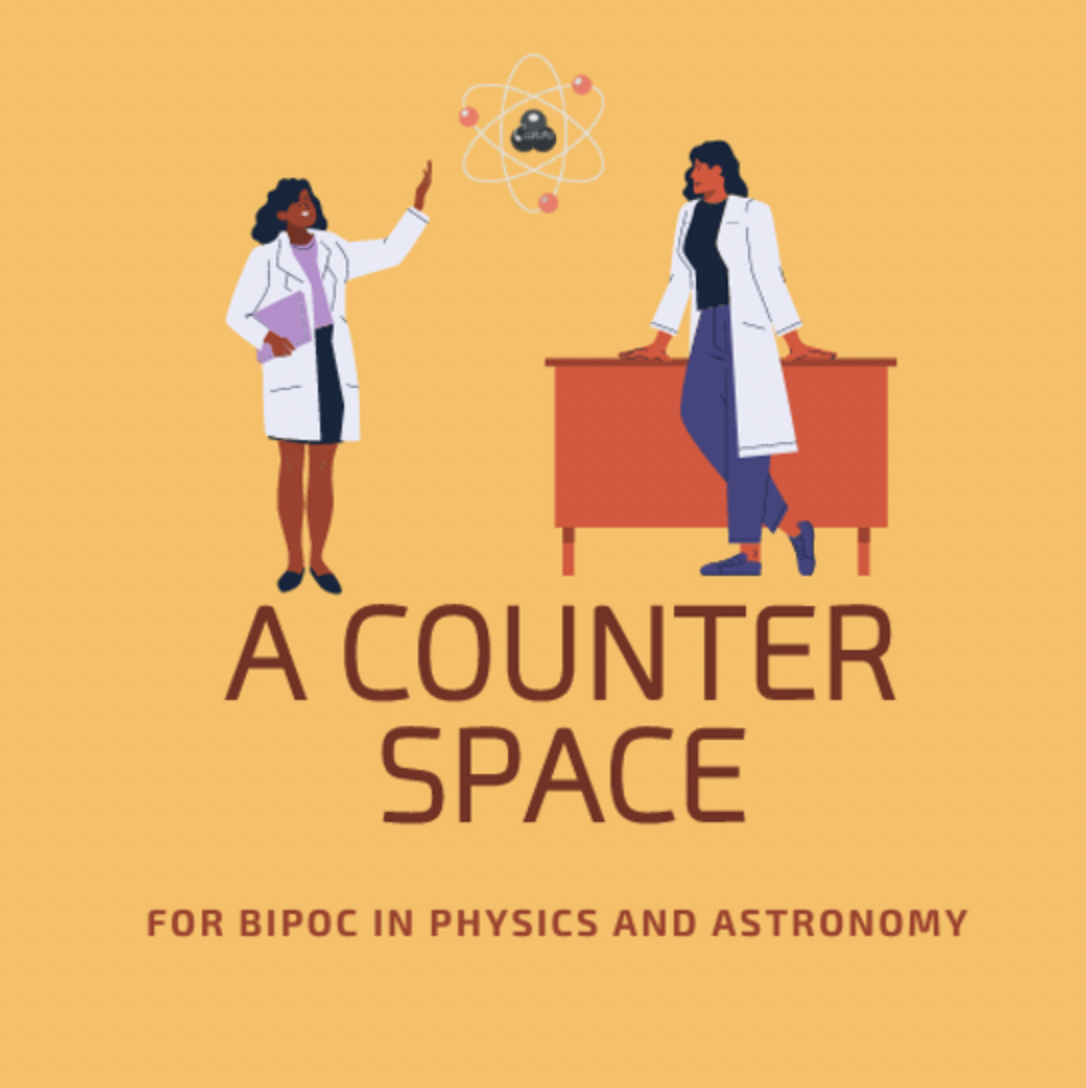 A COUNTER
SPACE
FOR BIPOC IN PHYSICS AND ASTRONOMY